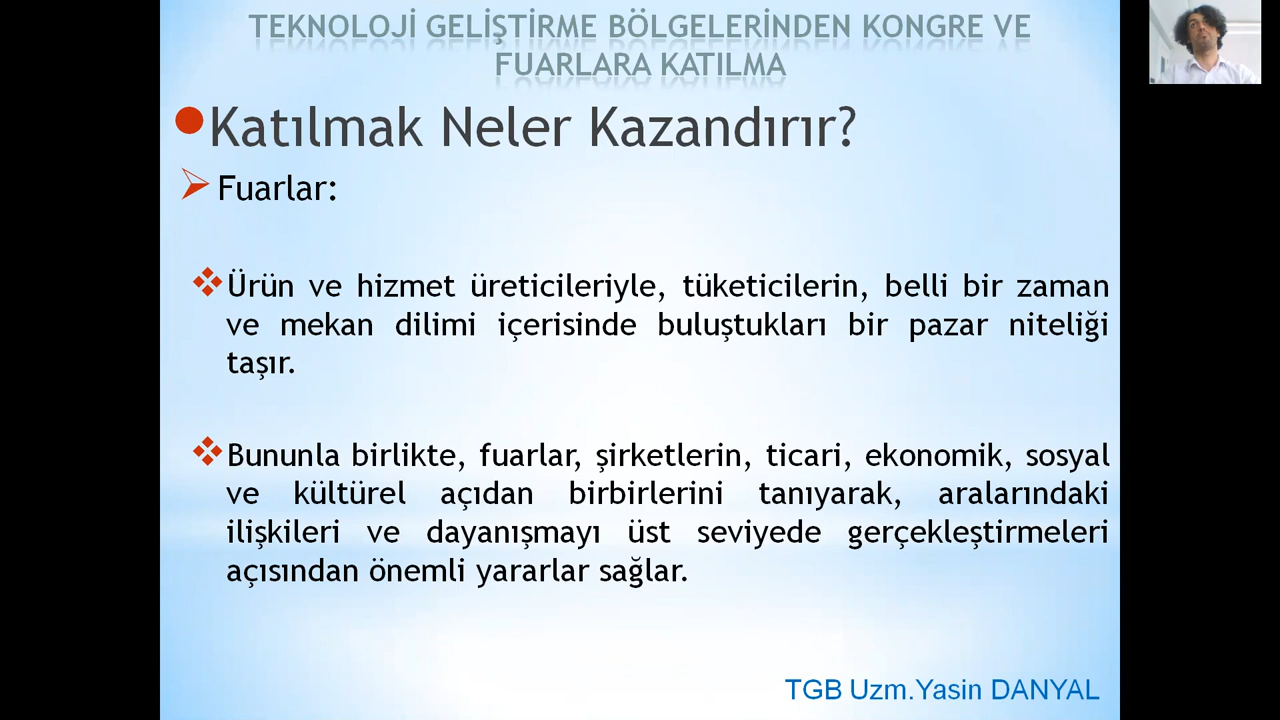 TEKNOLOJİ GELİŞTİRME BÖLGELERİNDEN KONGRE VE
FUARLARA KATILMA
Katılmak Neler Kazandırır?
Fuarlar:
Ürün ve hizmet üreticileriyle, tüketicilerin, belli bir zaman
ve mekan dilimi içerisinde buluştukları bir pazar niteliği
taşır.
Bununla birlikte, fuarlar, şirketlerin, ticari, ekonomik, sosyal
ve kültürel açıdan birbirlerini tanıyarak, aralarındaki
ilişkileri ve dayanışmayı üst seviyede gerçekleştirmeleri
açısından önemli yararlar sağlar.
TGB Uzm.Yasin DANYAL